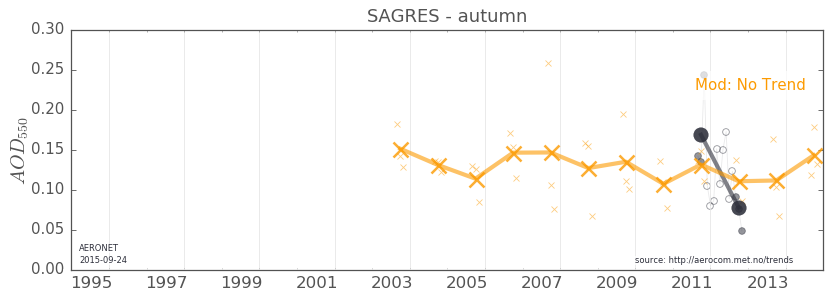 SAGRES - autumn
0.30
0.25
0.20
0.15
0.10
0.05
0.00
AOD550
Mod: No Trend
AERONET
2015-09-24
source: http://aerocom.met.no/trends
1995 1997 1999 2001 2003 2005 2007 2009 2011 2013